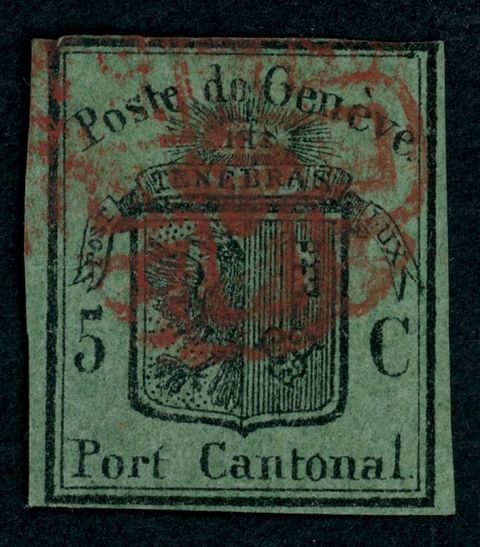 Poste de Genève.
IHS
POST TENEBRAS LUX
5 C
Port Cantonal.